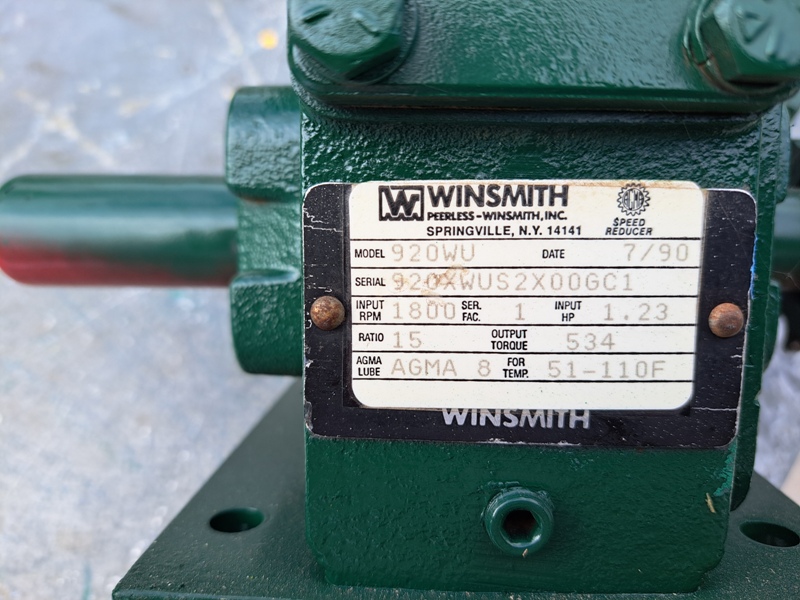 WINSMITH
PEERLESS-WINSMITH, INC.
SPRINGVILLE, N.Y. 14141
AGMA
SPEED
REDUCER
MODEL 920WU DATE 7/90
SERIAL 920XWUS2X00GC1
INPUT RPM 1800 SER. FAC. 1 INPUT HP 1.23
RATIO 15 OUTPUT TORQUE 534
AGMA LUBE AGMA 8 FOR TEMP. 51-110F
WINSMITH